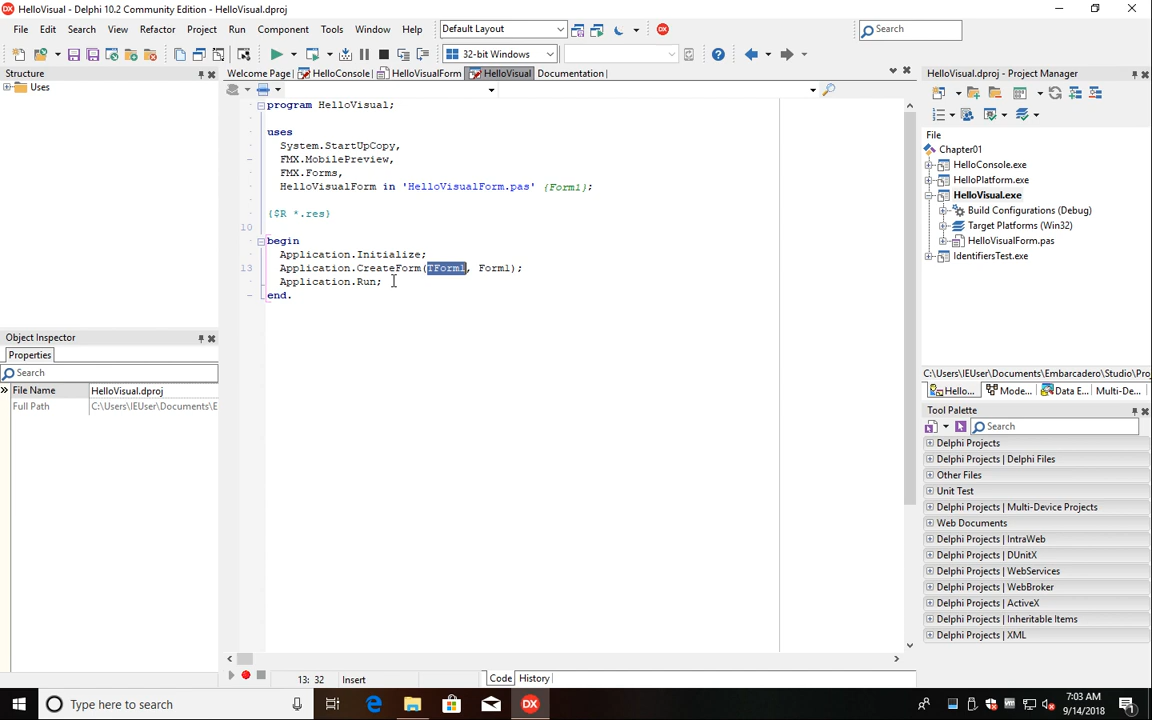 HelloVisual - Delphi 10.2 Community Edition - HelloVisual.dproj
File Edit Search View Refactor Project Run Component Tools Window Help
Default Layout
Search
32-bit Windows
Structure
Welcome Page HelloConsole HelloVisualForm HelloVisual Documentation
HelloVisual.dproj - Project Manager
Uses
program HelloVisual;
uses
System.StartUpCopy,
FMX.MobilePreview,
FMX.Forms,
HelloVisualForm in 'HelloVisualForm.pas' {Form1};
{$R *.res}
10
begin
Application.Initialize;
13 Application.CreateForm(TForm1, Form1);
Application.Run;
end.
File
Chapter01
HelloConsole.exe
HelloPlatform.exe
HelloVisual.exe
Build Configurations (Debug)
Target Platforms (Win32)
HelloVisualForm.pas
IdentifiersTest.exe
C:\Users\IEUser\Documents\Embarcadero\Studio\Pro
Hello... Mode... Data E... Multi-De...
Object Inspector
Properties
Search
File Name HelloVisual.dproj
Full Path C:\Users\IEUser\Documents\E
Tool Palette
Search
Delphi Projects
Delphi Projects | Delphi Files
Other Files
Unit Test
Delphi Projects | Multi-Device Projects
Web Documents
Delphi Projects | IntraWeb
Delphi Projects | DUnitX
Delphi Projects | WebServices
Delphi Projects | WebBroker
Delphi Projects | ActiveX
Delphi Projects | Inheritable Items
Delphi Projects | XML
13: 32 Insert
Code History
Type here to search
DX
7:03 AM
9/14/2018
1